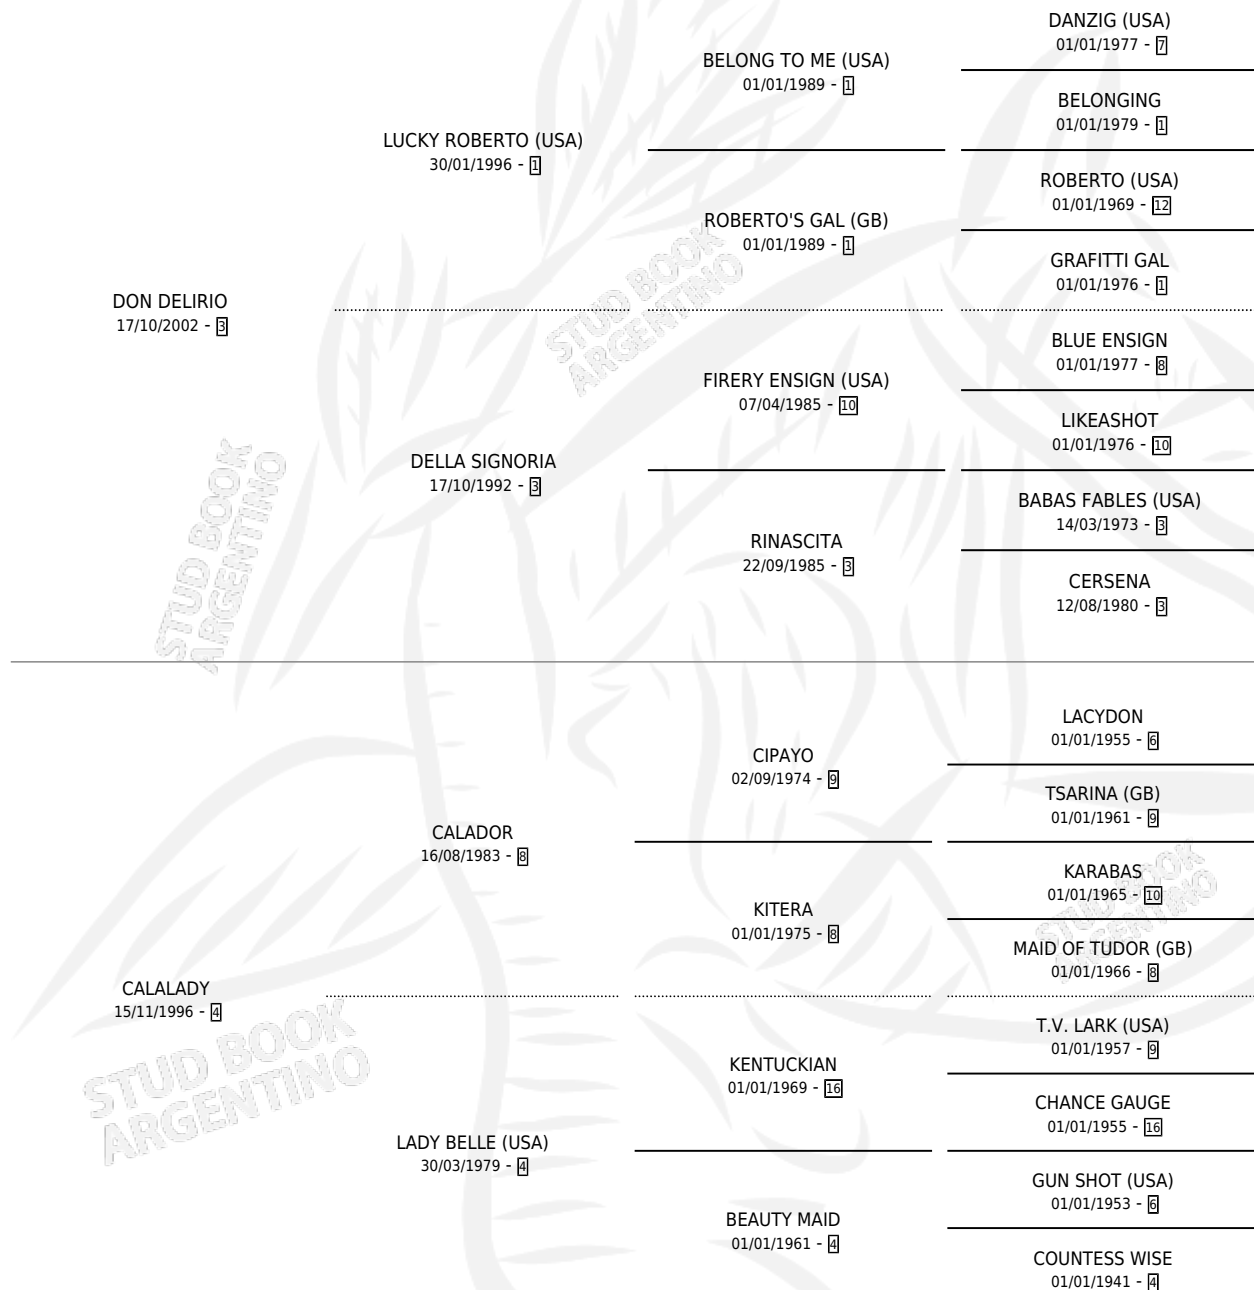 DANZIG (USA)
01/01/1977 - 7
BELONG TO ME (USA)
01/01/1989 - 1
BELONGING
01/01/1979 - 1
LUCKY ROBERTO (USA)
30/01/1996 - 1
ROBERTO (USA)
01/01/1969 - 12
ROBERTO'S GAL (GB)
01/01/1989 - 1
GRAFITTI GAL
01/01/1976 - 1
DON DELIRIO
17/10/2002 - 3
STUD BOOK
ARGENTINO
BLUE ENSIGN
01/01/1977 - 8
FIRERY ENSIGN (USA)
07/04/1985 - 10
LIKEASHOT
01/01/1976 - 10
DELLA SIGNORIA
17/10/1992 - 3
BABAS FABLES (USA)
14/03/1973 - 3
RINASCITA
22/09/1985 - 3
CERSENA
12/08/1980 - 3
STUD BOOK
ARGENTINO
LACYDON
01/01/1955 - 6
CIPAYO
02/09/1974 - 9
TSARINA (GB)
01/01/1961 - 9
CALADOR
16/08/1983 - 8
KARABAS
01/01/1965 - 10
KITERA
01/01/1975 - 8
MAID OF TUDOR (GB)
01/01/1966 - 8
STUD BOOK
ARGENTINO
CALALADY
15/11/1996 - 4
T.V. LARK (USA)
01/01/1957 - 9
KENTUCKIAN
01/01/1969 - 16
CHANCE GAUGE
01/01/1955 - 16
STUD BOOK
ARGENTINO
LADY BELLE (USA)
30/03/1979 - 4
GUN SHOT (USA)
01/01/1953 - 6
BEAUTY MAID
01/01/1961 - 4
COUNTESS WISE
01/01/1941 - 4